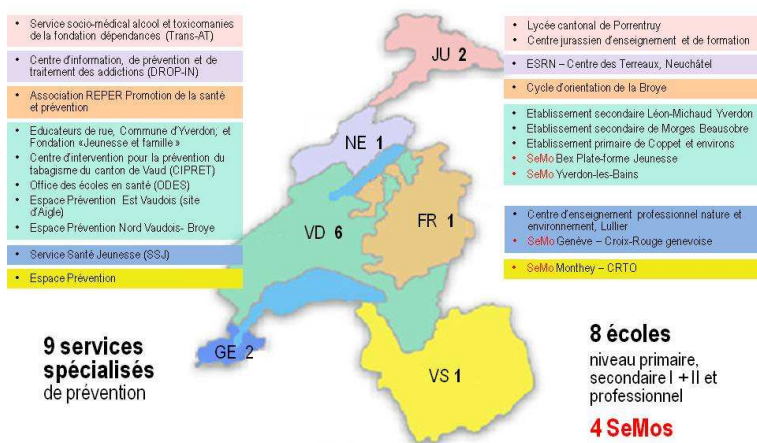 • Service socio-médical alcool et toxicomanies
de la fondation dépendances (Trans-AT)
• Centre d'information, de prévention et de
traitement des addictions (DROP-IN)
• Association REPER Promotion de la santé
et prévention
• Educateurs de rue, Commune d'Yverdon; et
Fondation «Jeunesse et famille»
• Centre d'intervention pour la prévention du
tabagisme du canton de Vaud (CIPRET)
• Office des écoles en santé (ODES)
• Espace Prévention Est Vaudois (site
d'Aigle)
• Espace Prévention Nord Vaudois- Broye
• Service Santé Jeunesse (SSJ)
• Espace Prévention
9 services
spécialisés
de prévention
JU 2
NE 1
VD 6
FR 1
GE 2
VS 1
• Lycée cantonal de Porrentruy
• Centre jurassien d'enseignement et de formation
• ESRN – Centre des Terreaux, Neuchâtel
• Cycle d'orientation de la Broye
• Etablissement secondaire Léon-Michaud Yverdon
• Etablissement secondaire de Morges Beausobre
• Etablissement primaire de Coppet et environs
• SeMo Bex Plate-forme Jeunesse
• SeMo Yverdon-les-Bains
• Centre d'enseignement professionnel nature et
environnement, Lullier
• SeMo Genève – Croix-Rouge genevoise
• SeMo Monthey – CRTO
8 écoles
niveau primaire,
secondaire I + II et
professionnel
4 SeMos